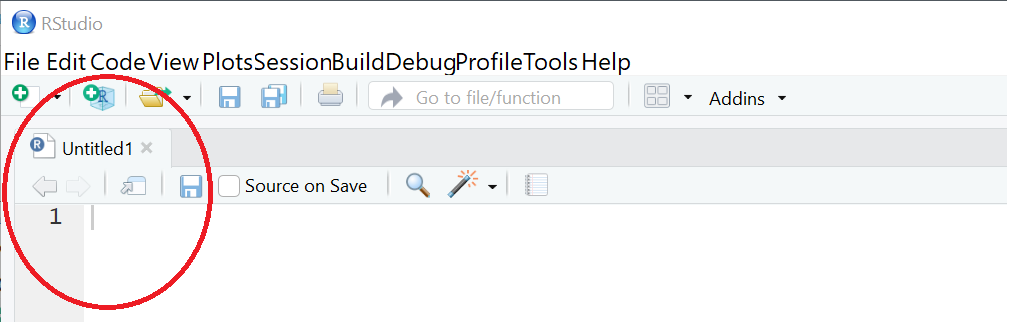 RStudio
File Edit Code View Plots Session Build Debug Profile Tools Help
Go to file/function Addins
Untitled1
Source on Save
1